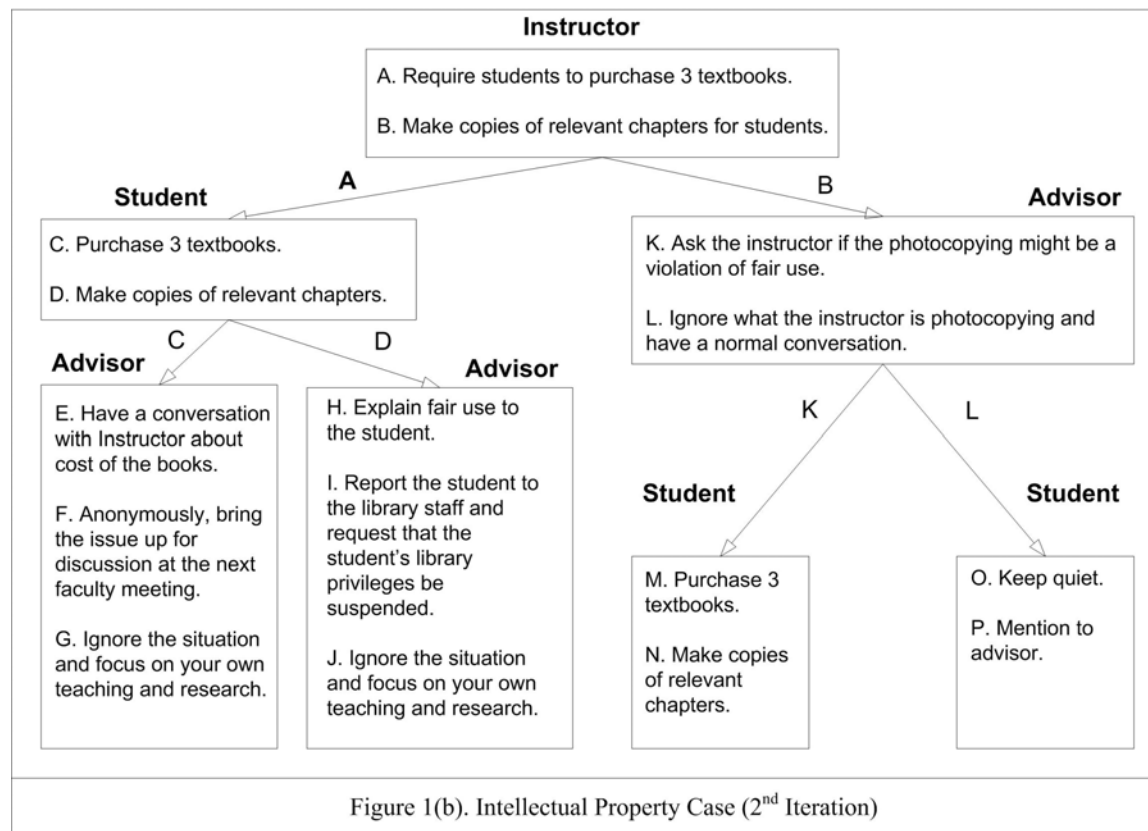 Instructor
A. Require students to purchase 3 textbooks.
B. Make copies of relevant chapters for students.
A
B
Student
C. Purchase 3 textbooks.
D. Make copies of relevant chapters.
Advisor
K. Ask the instructor if the photocopying might be a
violation of fair use.
L. Ignore what the instructor is photocopying and
have a normal conversation.
C
D
Advisor
E. Have a conversation
with Instructor about
cost of the books.
F. Anonymously, bring
the issue up for
discussion at the next
faculty meeting.
G. Ignore the situation
and focus on your own
teaching and research.
Advisor
H. Explain fair use to
the student.
I. Report the student to
the library staff and
request that the
student's library
privileges be
suspended.
J. Ignore the situation
and focus on your own
teaching and research.
K
L
Student
M. Purchase 3
textbooks.
N. Make copies
of relevant
chapters.
Student
O. Keep quiet.
P. Mention to
advisor.
Figure 1(b). Intellectual Property Case (2nd Iteration)